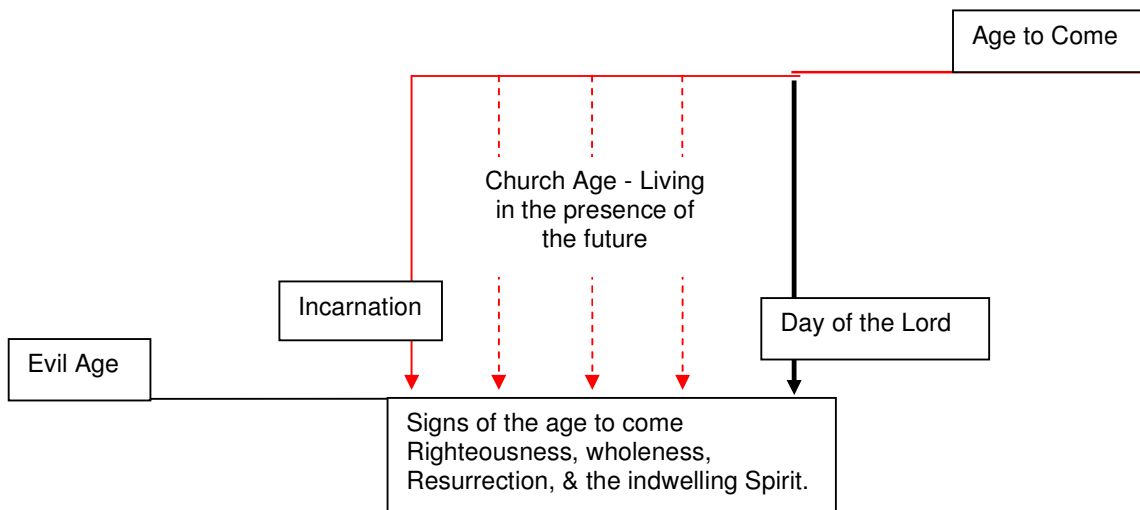 Age to Come
Church Age - Living
in the presence of
the future
Incarnation
Day of the Lord
Evil Age
Signs of the age to come
Righteousness, wholeness,
Resurrection, & the indwelling Spirit.